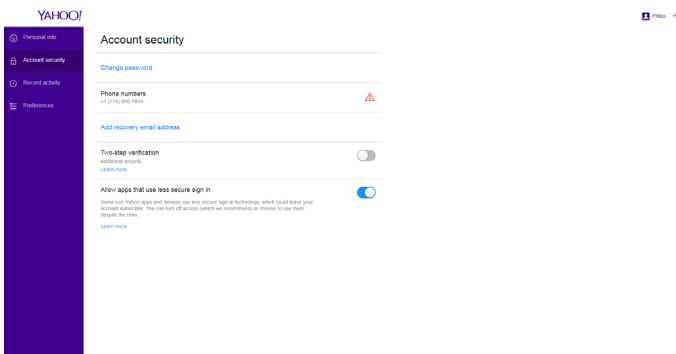 YAHOO!
Philips
Personal info
Account security
Recent activity
Preferences
Account security
Change password
Phone numbers
Add recovery email address
Two-step verification
Additional security
Learn more
Allow apps that use less secure sign in
Some non-Yahoo apps and devices use less secure sign-in technology, which could leave your
account vulnerable. You can turn off access (which we recommend) or choose to use them
despite the risks.
Learn more